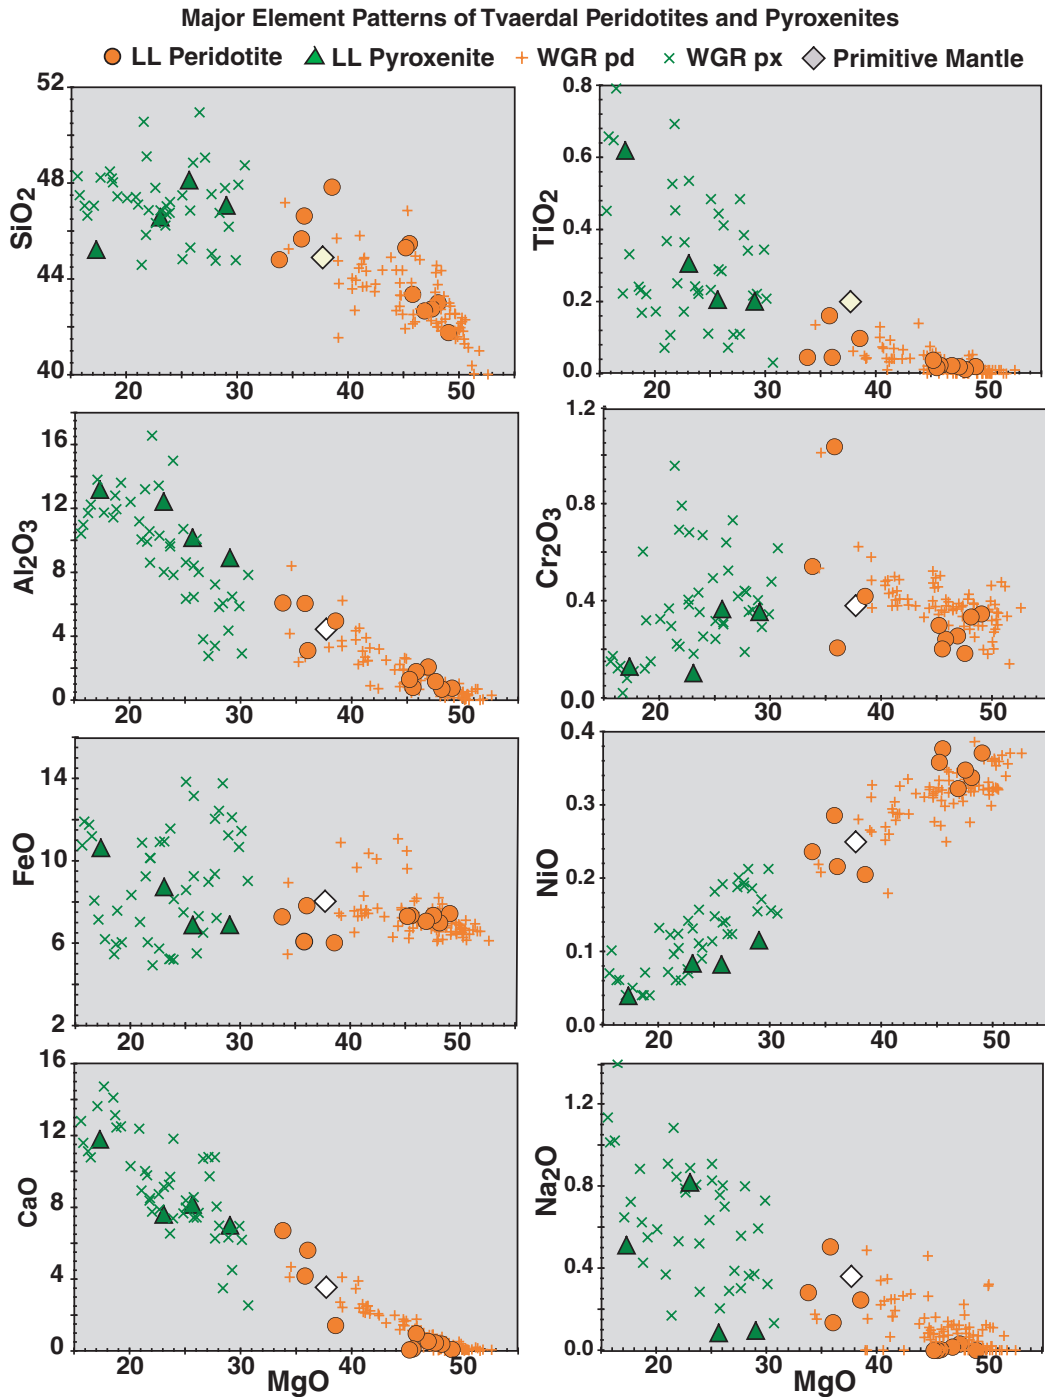 Major Element Patterns of Tvaerdal Peridotites and Pyroxenites
LL Peridotite LL Pyroxenite WGR pd WGR px Primitive Mantle
52
48
44
40
SiO2
20 30 40 50
0.8
0.6
0.4
0.2
0.0
TiO2
20 30 40 50
16
12
8
4
0
Al2O3
20 30 40 50
1.2
0.8
0.4
0.0
Cr2O3
20 30 40 50
14
10
6
2
FeO
20 30 40 50
0.4
0.3
0.2
0.1
0.0
NiO
20 30 40 50
16
12
8
4
0
CaO
20 30 40 50
MgO
1.2
0.8
0.4
0.0
Na2O
20 30 40 50
MgO